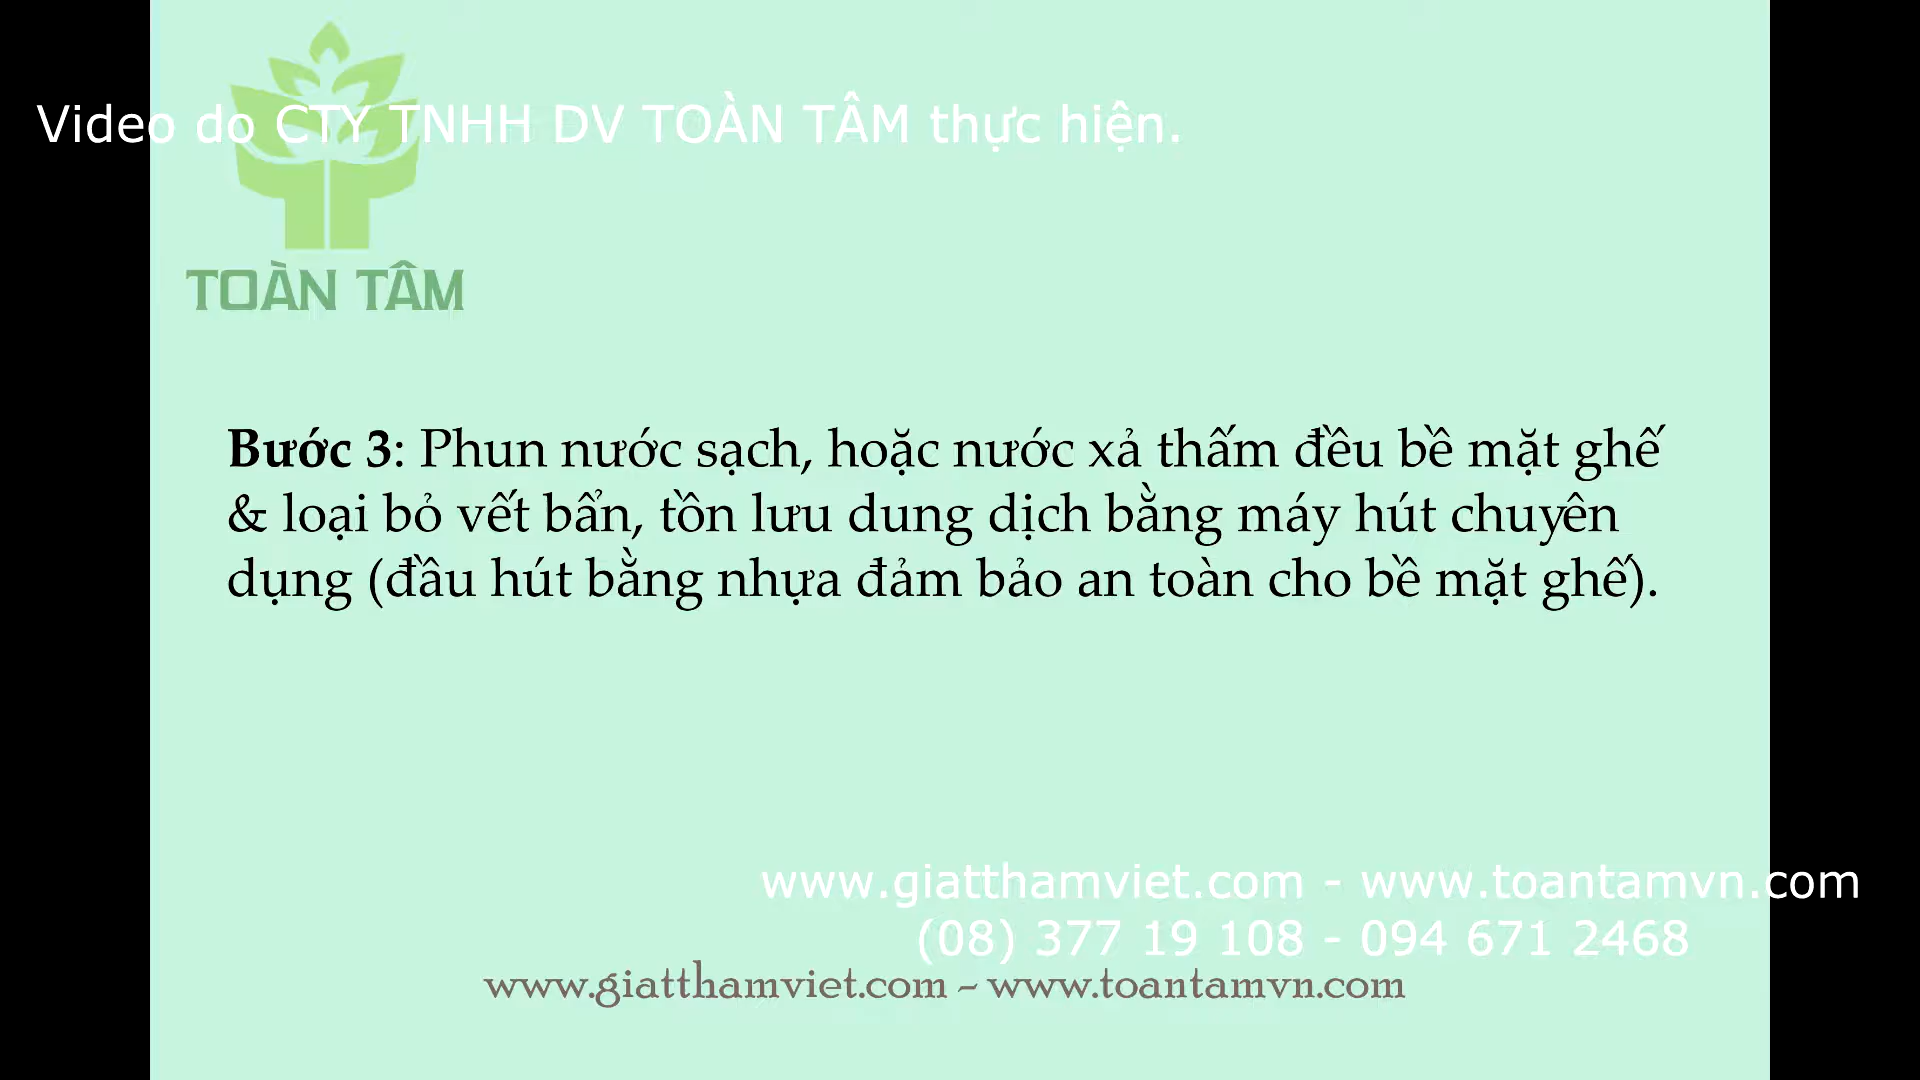 Video do CTY TNHH DV TOÀN TÂM thực hiện.
TOÀN TÂM
Bước 3: Phun nước sạch, hoặc nước xả thấm đều bề mặt ghế
& loại bỏ vết bẩn, tồn lưu dung dịch bằng máy hút chuyên
dụng (đầu hút bằng nhựa đảm bảo an toàn cho bề mặt ghế).
www.giatthamviet.com - www.toantamvn.com
(08) 377 19 108 - 094 671 2468
www.giatthamviet.com - www.toantamvn.com